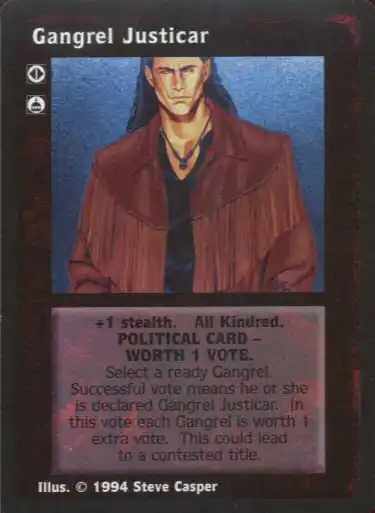 Gangrel Justicar
+1 stealth. All Kindred.
POLITICAL CARD –
WORTH 1 VOTE.
Select a ready Gangrel.
Successful vote means he or she
is declared Gangrel Justicar. In
this vote each Gangrel is worth 1
extra vote. This could lead
to a contested title.
Illus. © 1994 Steve Casper